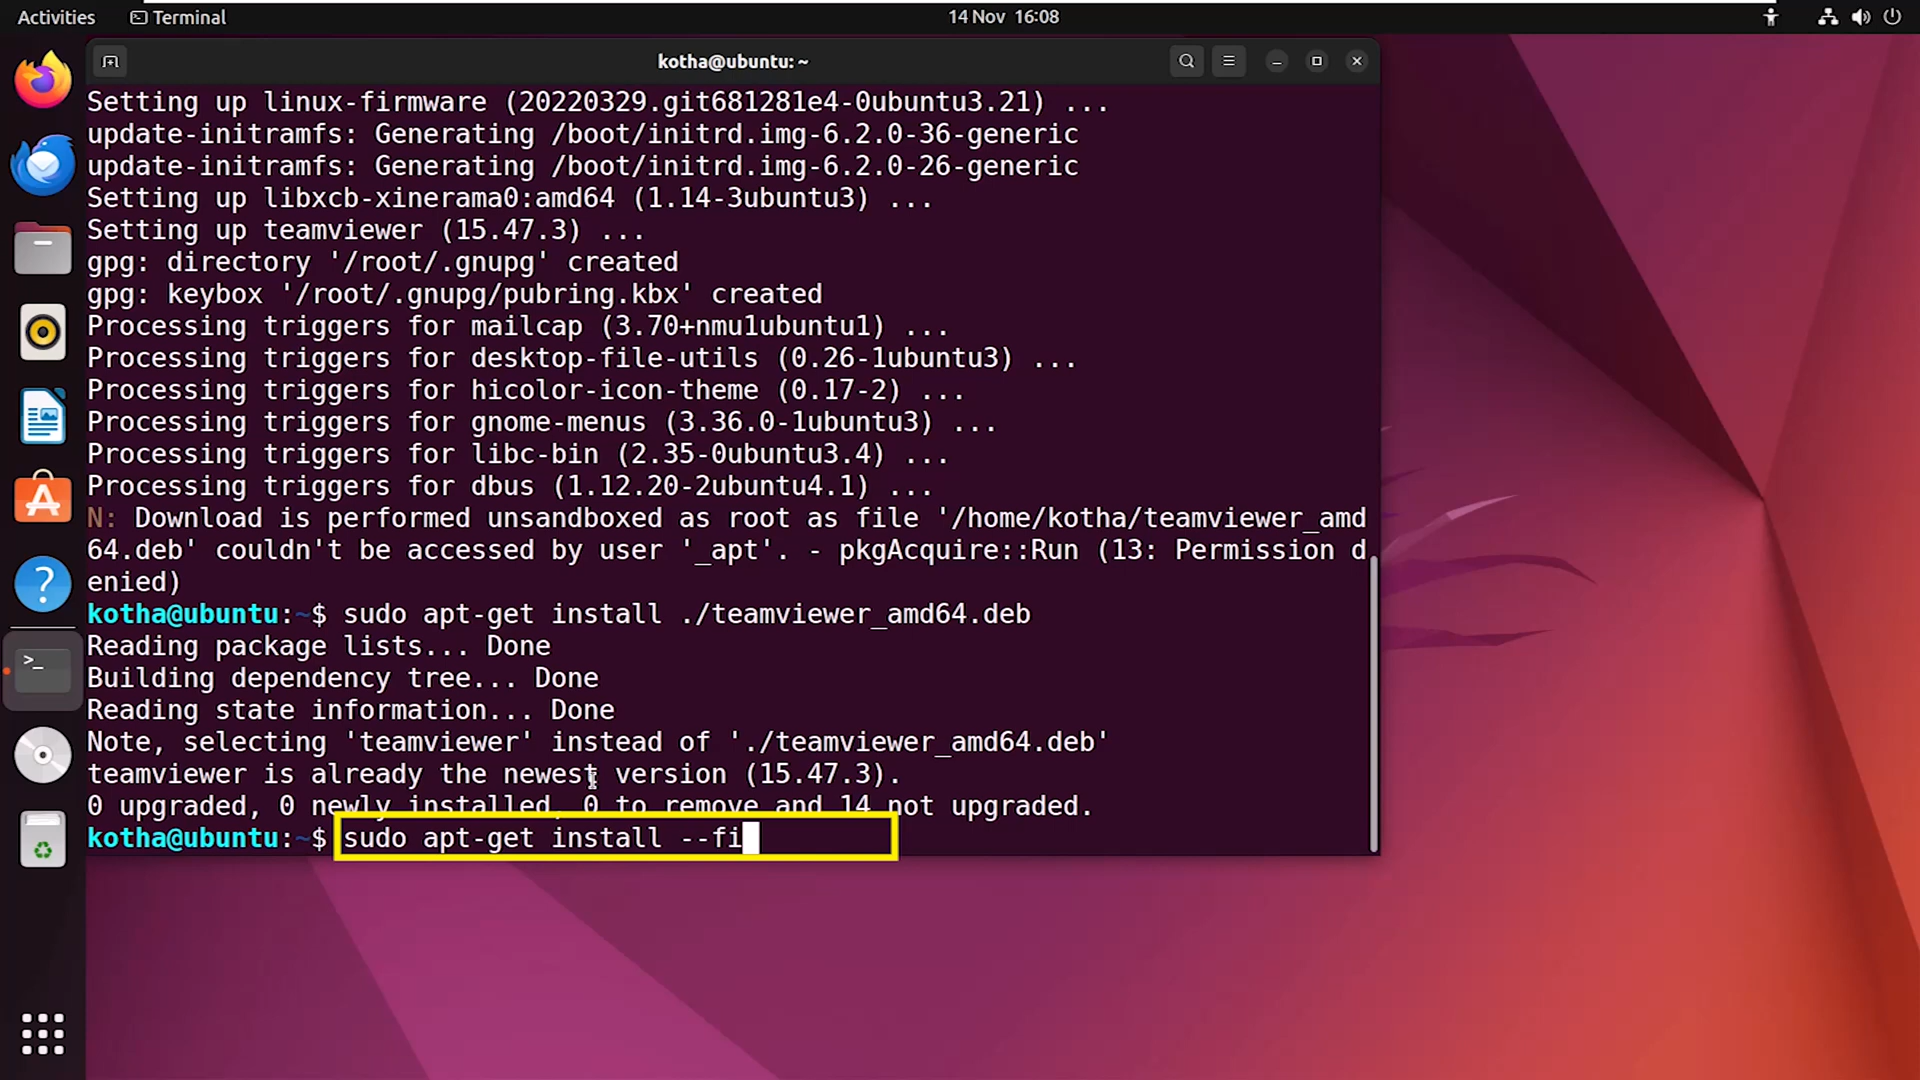 Activities Terminal 14 Nov 16:08
kotha@ubuntu: ~
Setting up linux-firmware (20220329.git681281e4-0ubuntu3.21) ...
update-initramfs: Generating /boot/initrd.img-6.2.0-36-generic
update-initramfs: Generating /boot/initrd.img-6.2.0-26-generic
Setting up libxcb-xinerama0:amd64 (1.14-3ubuntu3) ...
Setting up teamviewer (15.47.3) ...
gpg: directory '/root/.gnupg' created
gpg: keybox '/root/.gnupg/pubring.kbx' created
Processing triggers for mailcap (3.70+nmu1ubuntu1) ...
Processing triggers for desktop-file-utils (0.26-1ubuntu3) ...
Processing triggers for hicolor-icon-theme (0.17-2) ...
Processing triggers for gnome-menus (3.36.0-1ubuntu3) ...
Processing triggers for libc-bin (2.35-0ubuntu3.4) ...
Processing triggers for dbus (1.12.20-2ubuntu4.1) ...
N: Download is performed unsandboxed as root as file '/home/kotha/teamviewer_amd
64.deb' couldn't be accessed by user '_apt'. - pkgAcquire::Run (13: Permission d
enied)
kotha@ubuntu:~$ sudo apt-get install ./teamviewer_amd64.deb
Reading package lists... Done
Building dependency tree... Done
Reading state information... Done
Note, selecting 'teamviewer' instead of './teamviewer_amd64.deb'
teamviewer is already the newest version (15.47.3).
0 upgraded, 0 newly installed, 0 to remove and 14 not upgraded.
kotha@ubuntu:~$ sudo apt-get install --fi